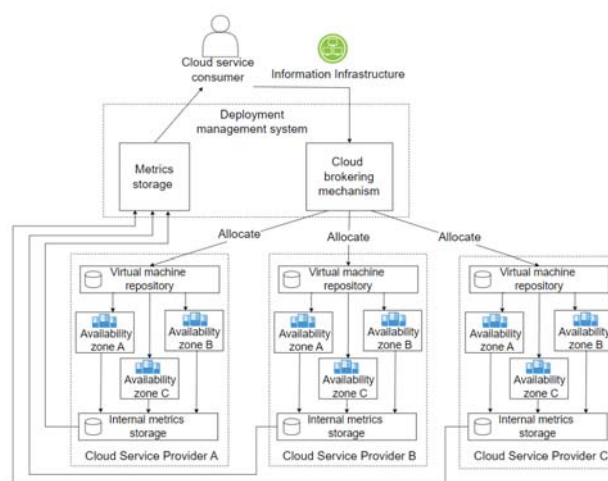 Cloud service
consumer
Information Infrastructure
Deployment
management system
Metrics
storage
Cloud
brokering
mechanism
Allocate
Allocate
Allocate
Virtual machine
repository
Availability
zone A
Availability
zone B
Availability
zone C
Internal metrics
storage
Cloud Service Provider A
Virtual machine
repository
Availability
zone A
Availability
zone B
Availability
zone C
Internal metrics
storage
Cloud Service Provider B
Virtual machine
repository
Availability
zone A
Availability
zone B
Availability
zone C
Internal metrics
storage
Cloud Service Provider C